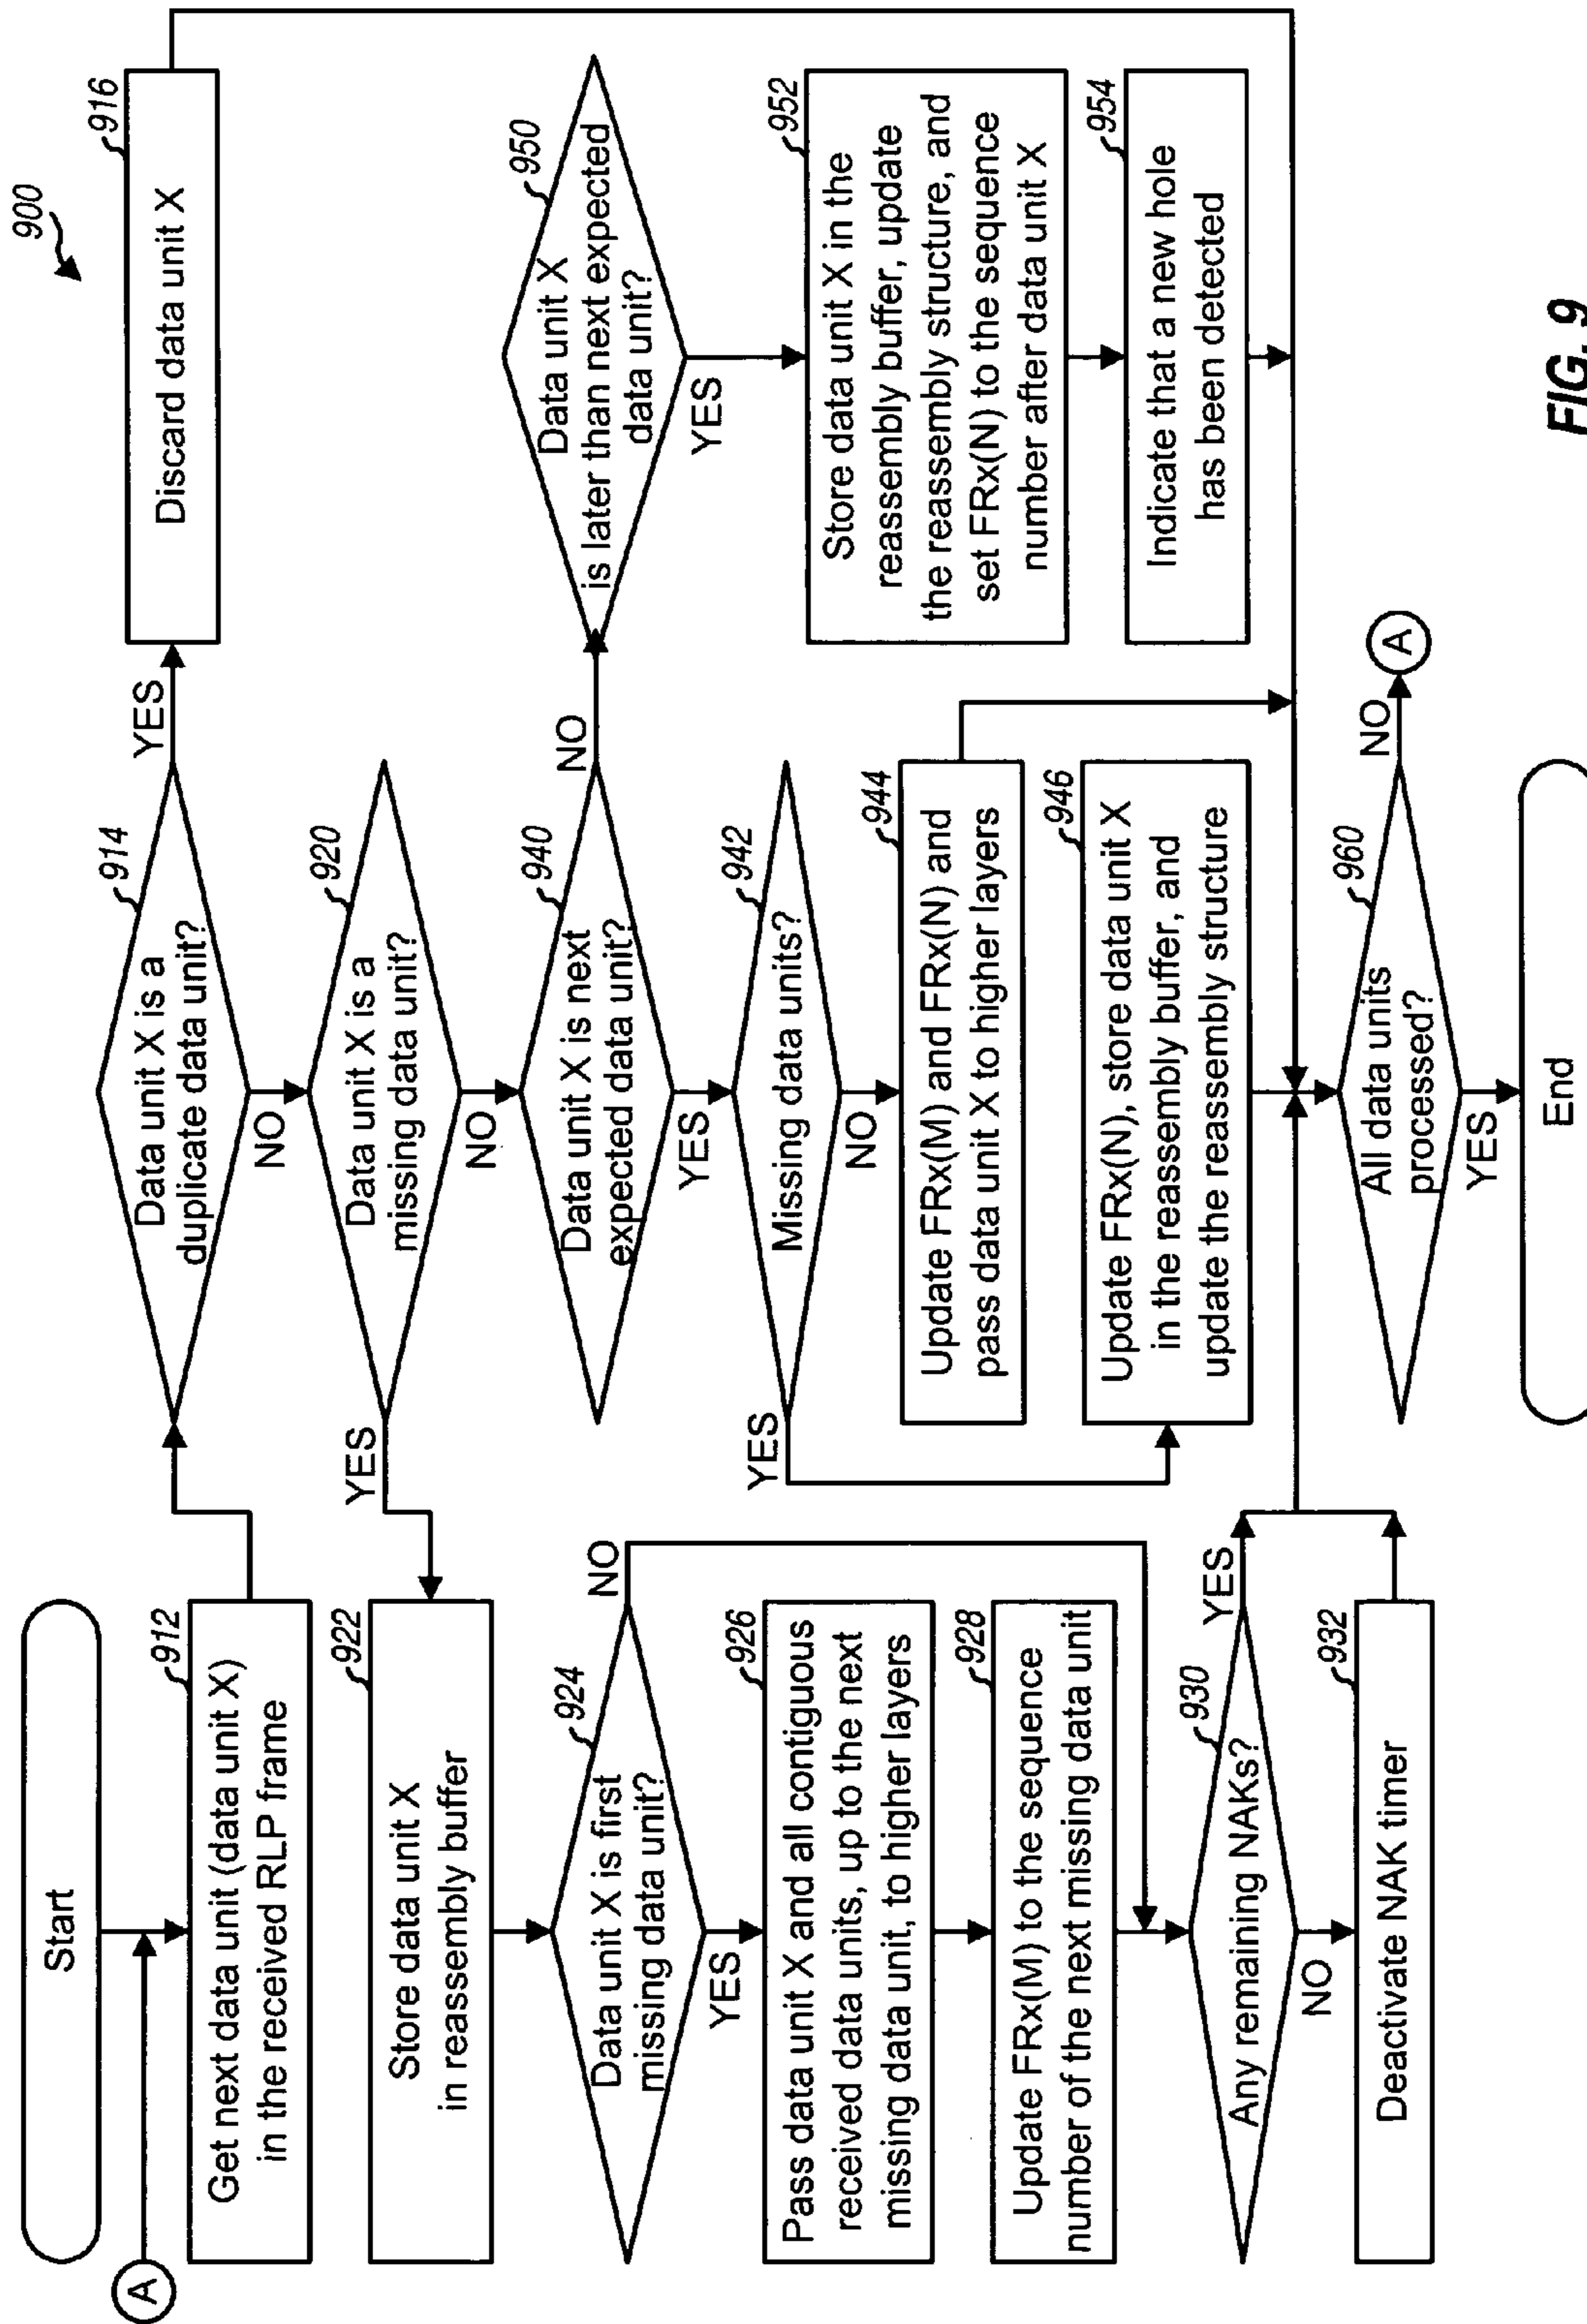 900
Start
A
912
Get next data unit (data unit X)
in the received RLP frame
914
Data unit X is a
duplicate data unit?
YES
NO
916
Discard data unit X
920
Data unit X is a
missing data unit?
YES
NO
922
Store data unit X
in reassembly buffer
924
Data unit X is first
missing data unit?
NO
YES
926
Pass data unit X and all contiguous
received data units, up to the next
missing data unit, to higher layers
928
Update FRx(M) to the sequence
number of the next missing data unit
930
Any remaining NAKs?
YES
NO
932
Deactivate NAK timer
940
Data unit X is next
expected data unit?
NO
YES
942
Missing data units?
YES
NO
944
Update FRx(M) and FRx(N) and
pass data unit X to higher layers
946
Update FRx(N), store data unit X
in the reassembly buffer, and
update the reassembly structure
950
Data unit X
is later than next expected
data unit?
YES
952
Store data unit X in the
reassembly buffer, update
the reassembly structure, and
set FRx(N) to the sequence
number after data unit X
954
Indicate that a new hole
has been detected
960
All data units
processed?
NO
A
YES
End
FIG. 9